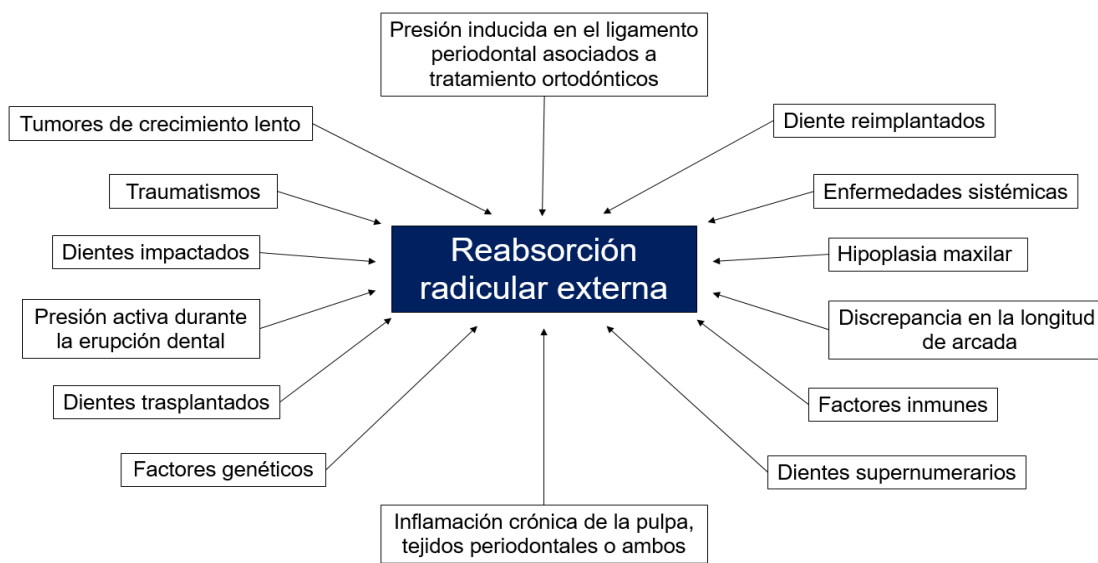 Presión inducida en el ligamento
periodontal asociados a
tratamiento ortodónticos
Tumores de crecimiento lento
Diente reimplantados
Traumatismos
Enfermedades sistémicas
Dientes impactados
Reabsorción
radicular externa
Hipoplasia maxilar
Presión activa durante
la erupción dental
Discrepancia en la longitud
de arcada
Dientes trasplantados
Factores inmunes
Factores genéticos
Dientes supernumerarios
Inflamación crónica de la pulpa,
tejidos periodontales o ambos